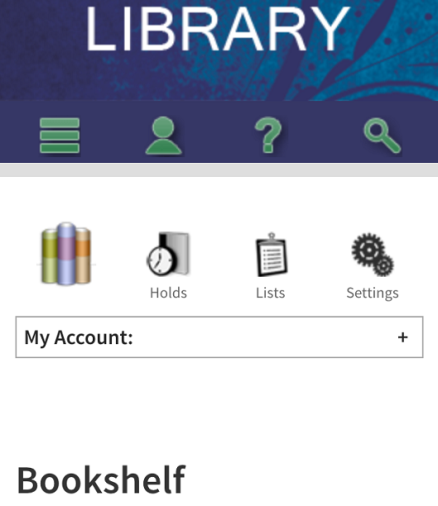 LIBRARY
Holds
Lists
Settings
My Account:
+
Bookshelf